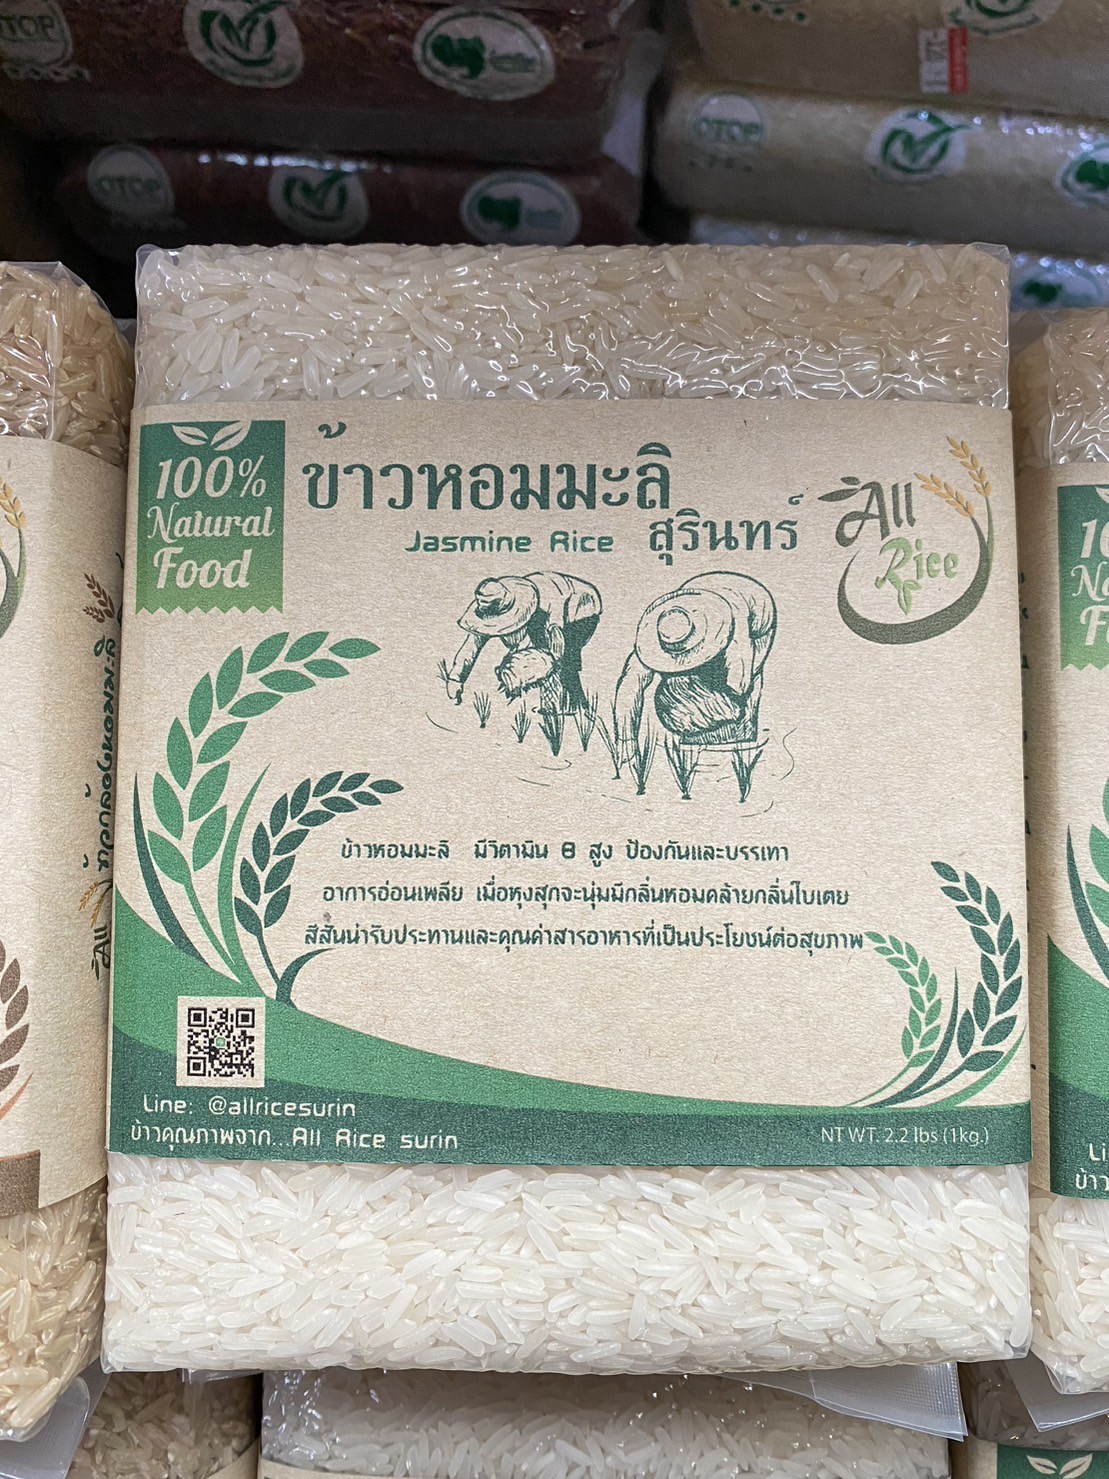 OTOP
OTOP
OTOP
100%
Natural
Food
ข้าวหอมมะลิ
Jasmine Rice สุรินทร์
All
Rice
ข้าวหอมมะลิ มีวิตามิน B สูง ป้องกันและบรรเทา
อาการอ่อนเพลีย เมื่อหุงสุกจะนุ่มมีกลิ่นหอมคล้ายกลิ่นใบเตย
สีสันน่ารับประทานและคุณค่าสารอาหารที่เป็นประโยชน์ต่อสุขภาพ
Line: @allricesurin
ข้าวคุณภาพจาก...All Rice surin
NT WT. 2.2 lbs (1kg.)